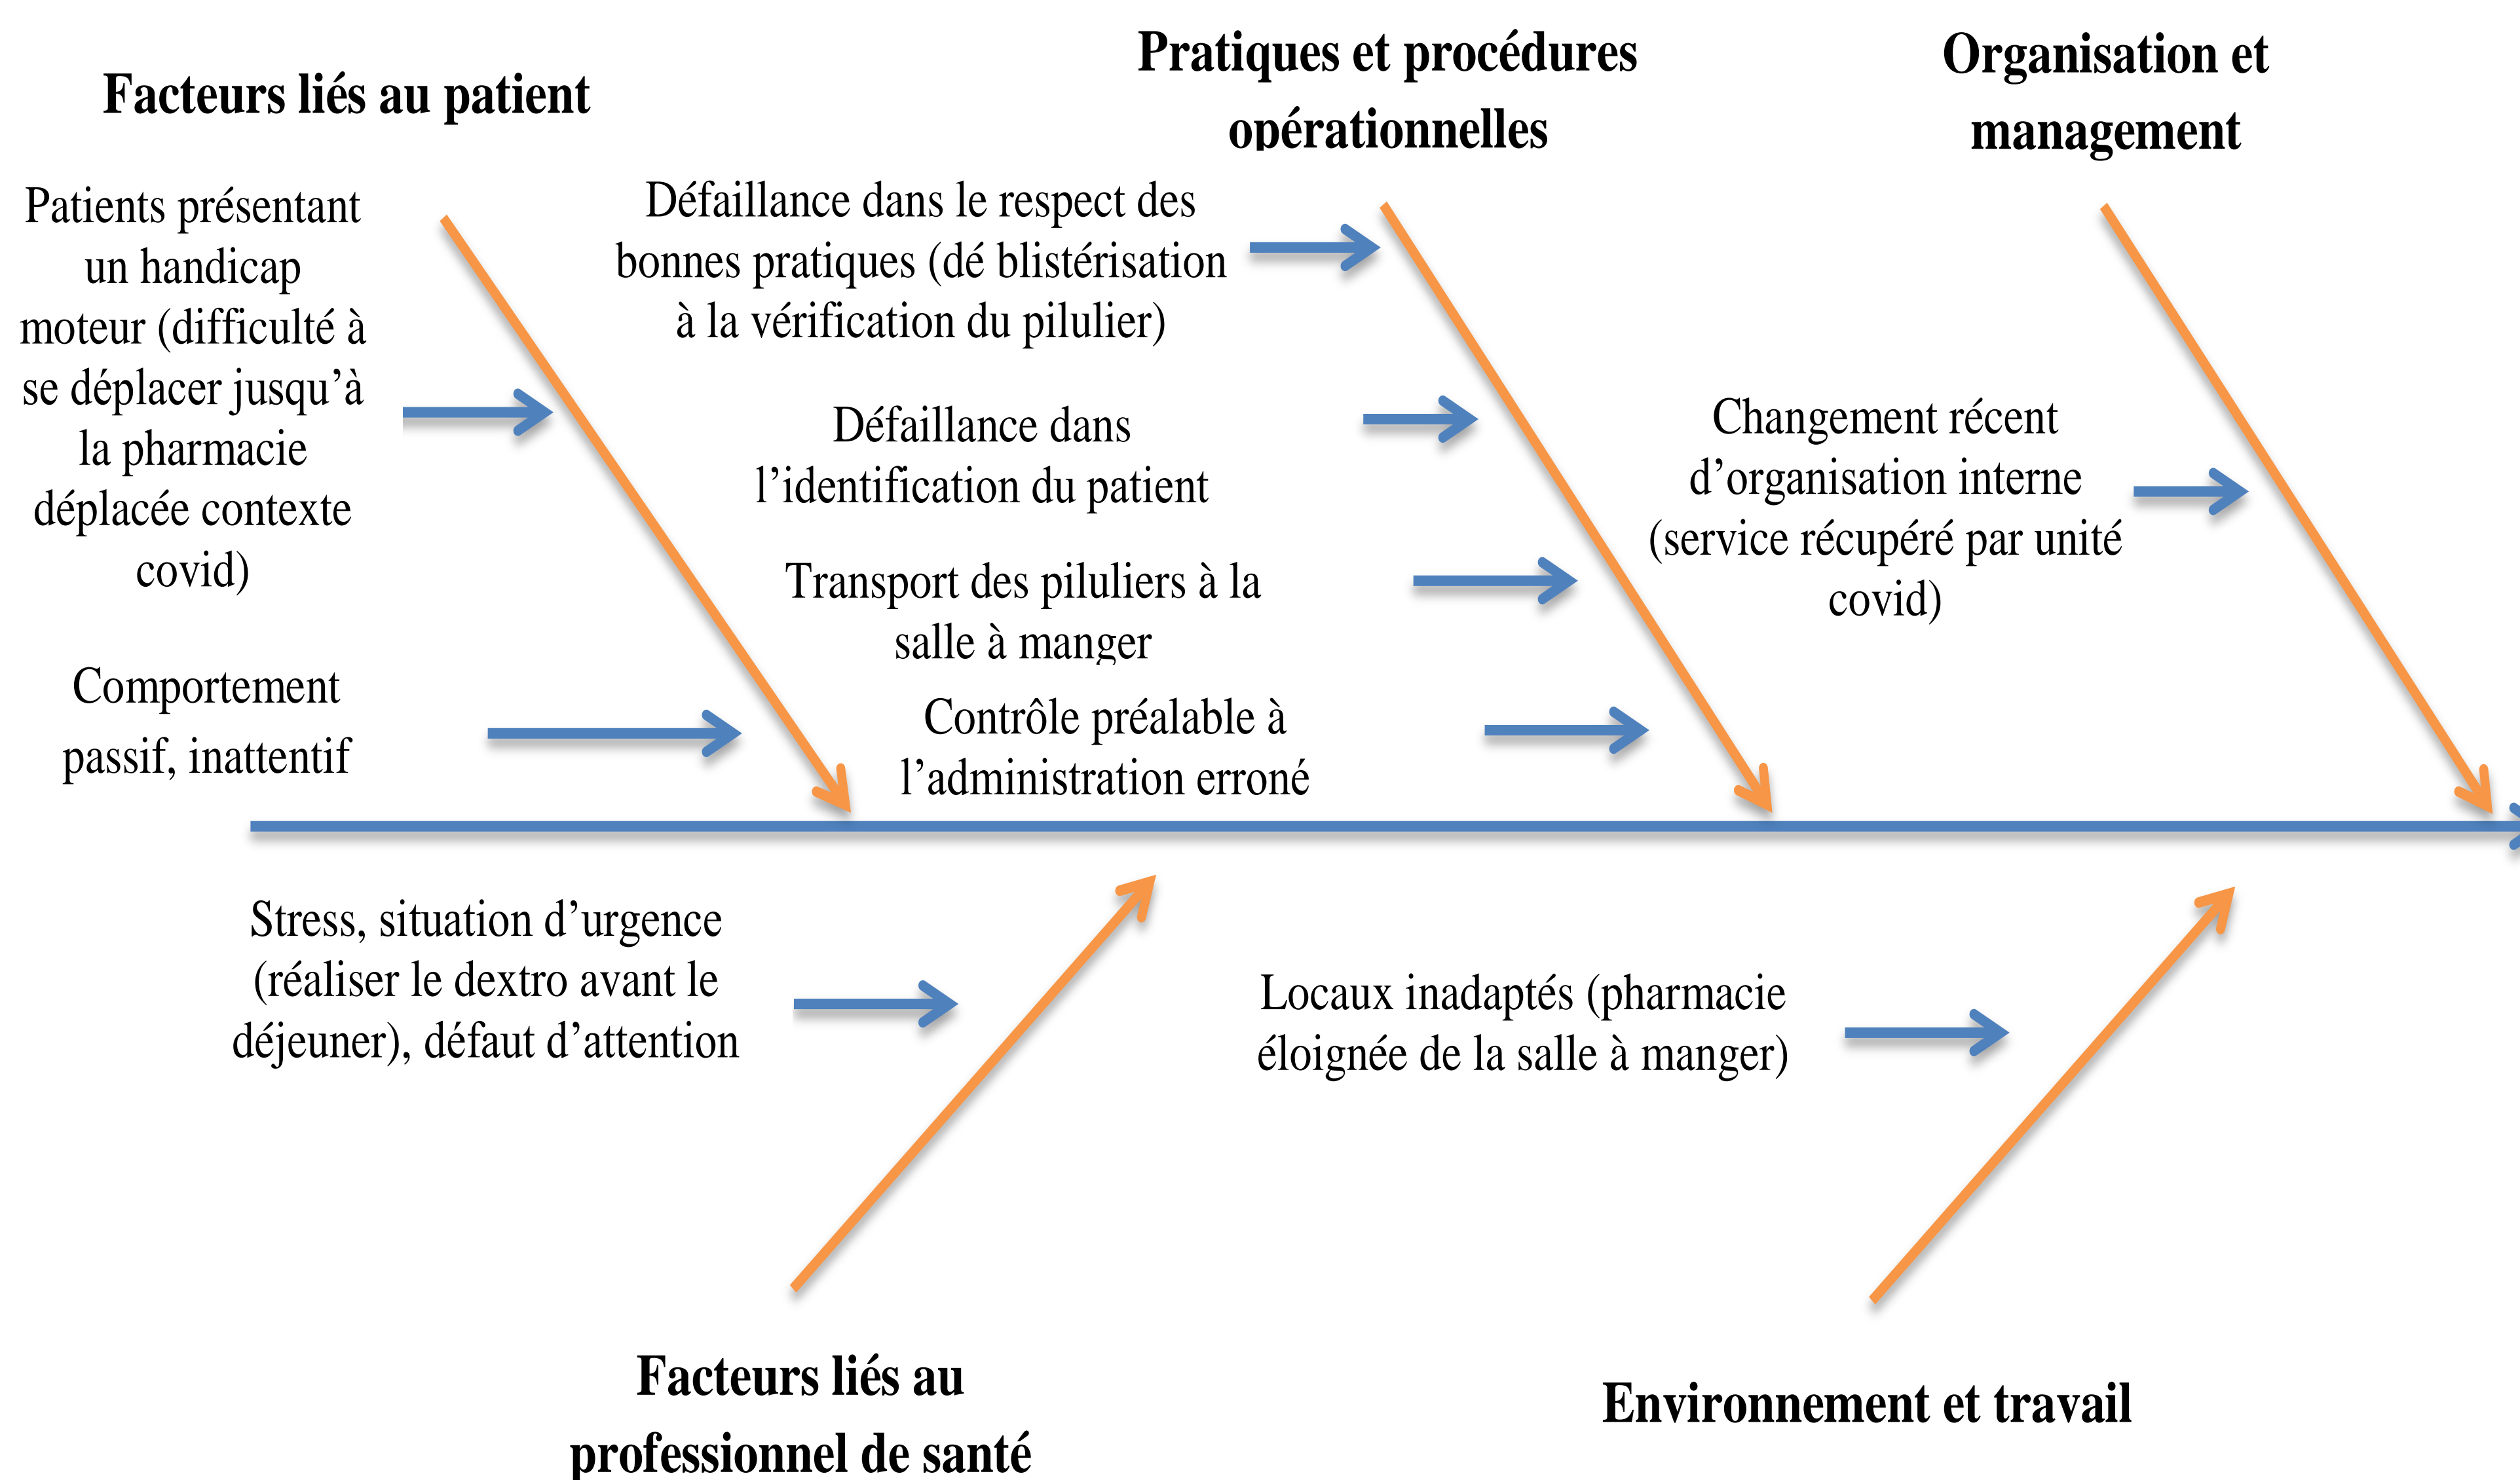 Facteurs liés au patient
Pratiques et procédures
opérationnelles
Organisation et
management
Patients présentant
un handicap
moteur (difficulté à
se déplacer jusqu’à
la pharmacie
déplacée contexte
covid)
Comportement
passif, inattentif
Défaillance dans le respect des
bonnes pratiques (dé blistérisation
à la vérification du pilulier)
Défaillance dans
l’identification du patient
Transport des piluliers à la
salle à manger
Contrôle préalable à
l’administration erroné
Changement récent
d’organisation interne
(service récupéré par unité
covid)
Stress, situation d’urgence
(réaliser le dextro avant le
déjeuner), défaut d’attention
Locaux inadaptés (pharmacie
éloignée de la salle à manger)
Facteurs liés au
professionnel de santé
Environnement et travail